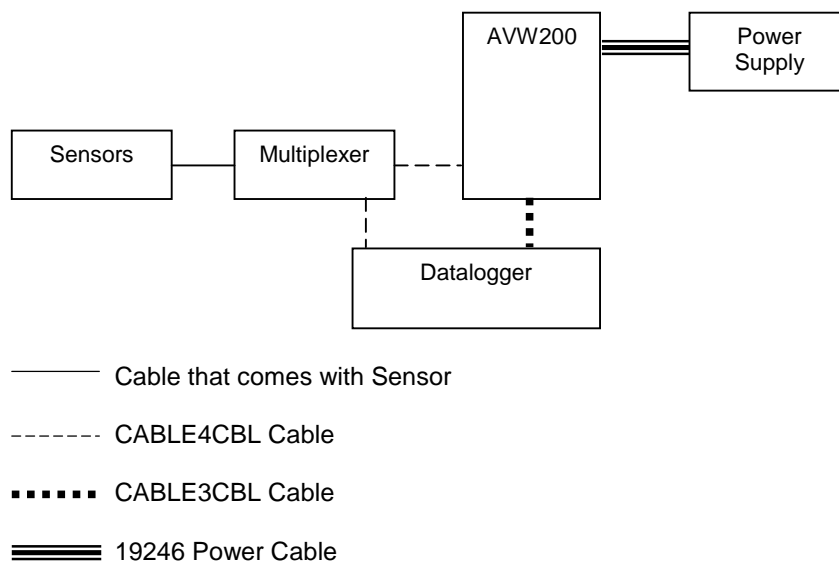 AVW200
Power
Supply
Sensors
Multiplexer
Datalogger
Cable that comes with Sensor
CABLE4CBL Cable
CABLE3CBL Cable
19246 Power Cable